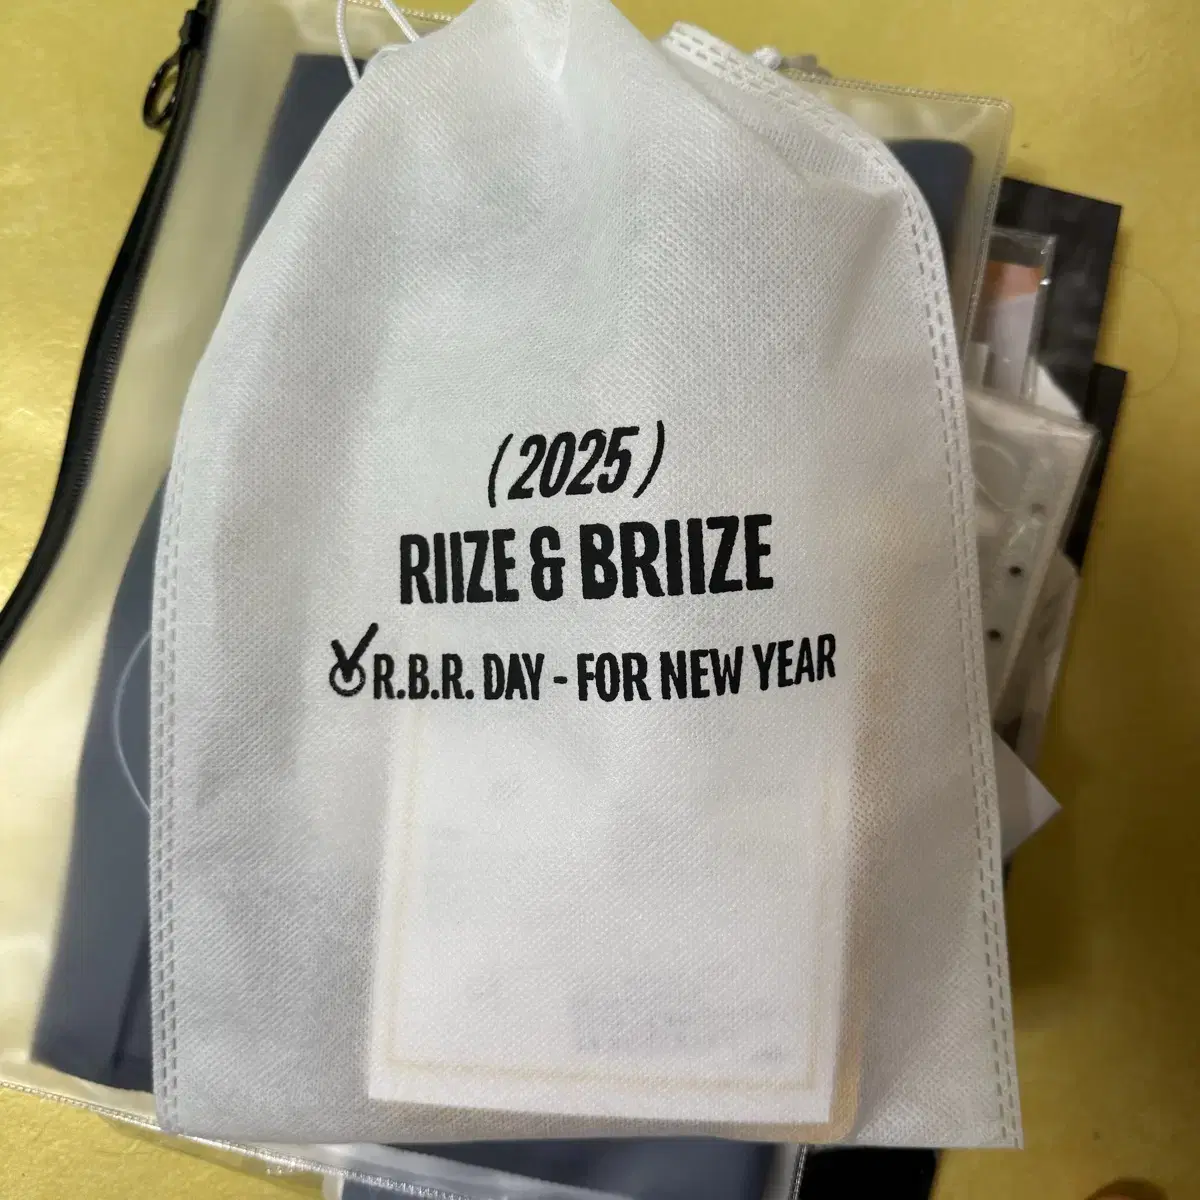 (2025)
RIIZE & BRIIZE
R.B.R. DAY - FOR NEW YEAR